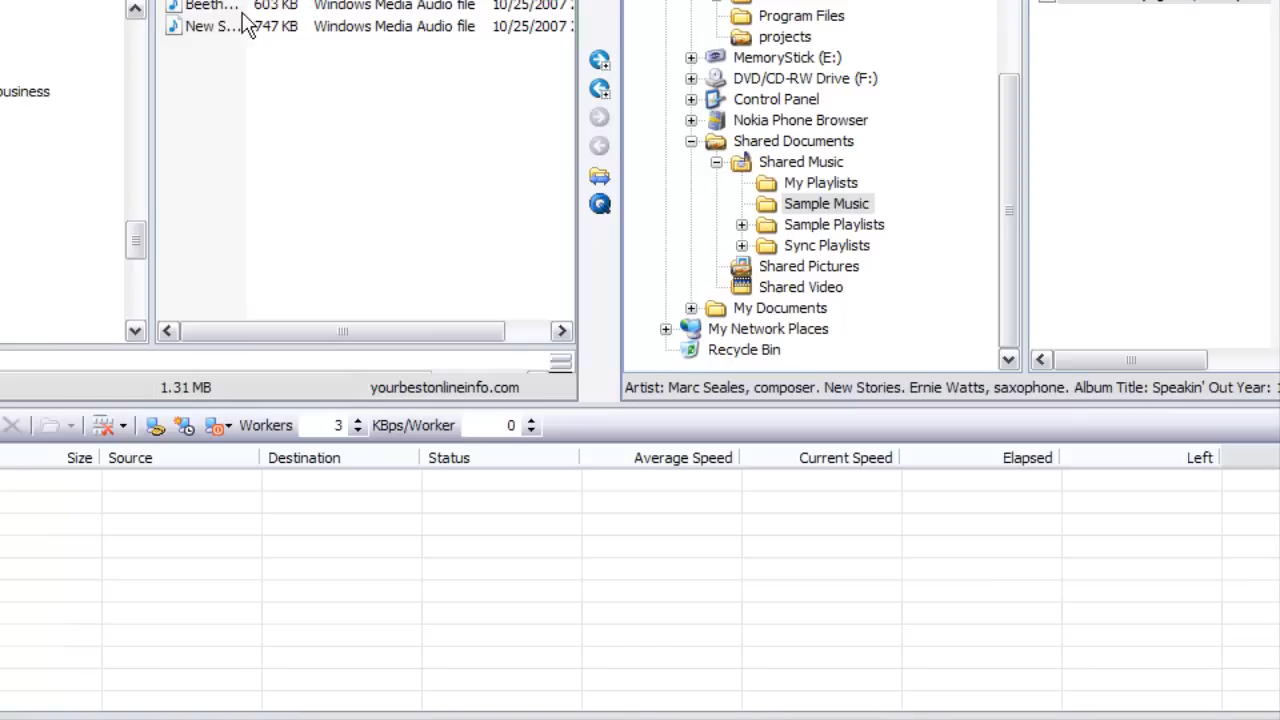 Beeth... 603 KB Windows Media Audio file 10/25/2007
New S... 747 KB Windows Media Audio file 10/25/2007
business
Program Files
projects
MemoryStick (E:)
DVD/CD-RW Drive (F:)
Control Panel
Nokia Phone Browser
Shared Documents
Shared Music
My Playlists
Sample Music
Sample Playlists
Sync Playlists
Shared Pictures
Shared Video
My Documents
My Network Places
Recycle Bin
1.31 MB yourbestonlineinfo.com
Artist: Marc Seales, composer. New Stories. Ernie Watts, saxophone. Album Title: Speakin' Out Year: 1
Workers 3 KBps/Worker 0
Size Source Destination Status Average Speed Current Speed Elapsed Left